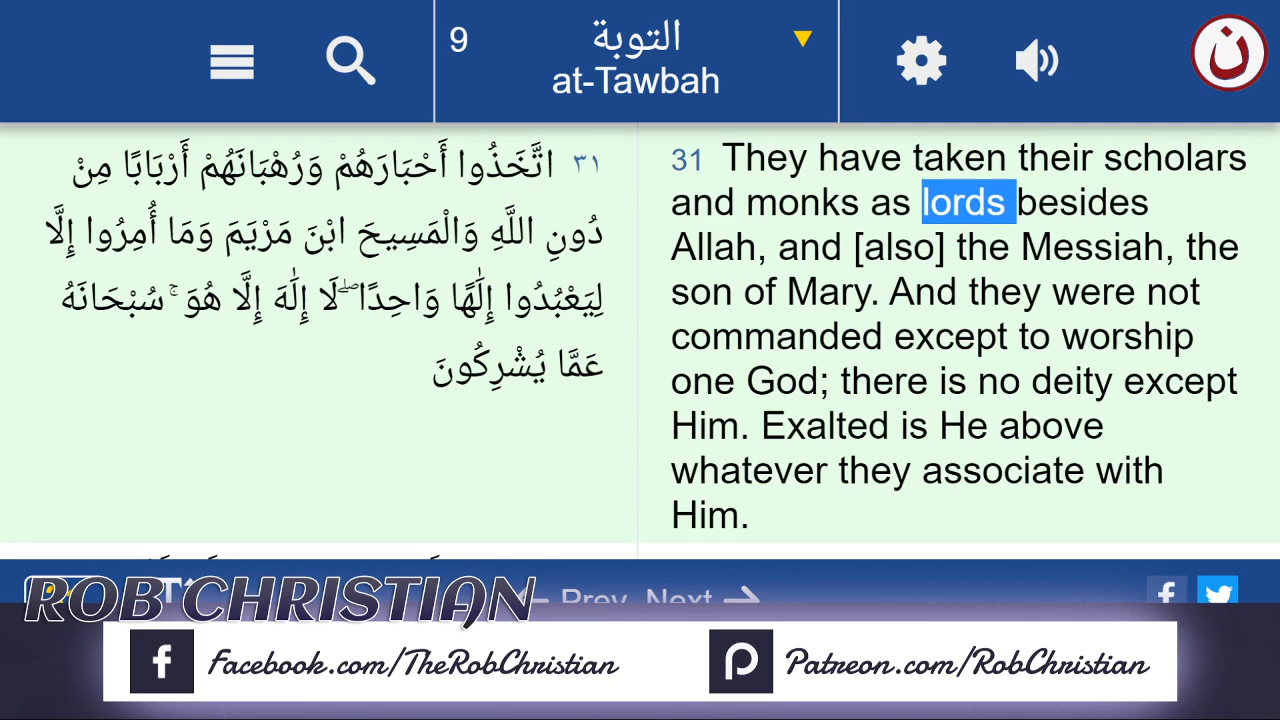 9
التوبة
at-Tawbah
ن
٣١ اتَّخَذُوا أَحْبَارَهُمْ وَرُهْبَانَهُمْ أَرْبَابًا مِنْ
دُونِ اللَّهِ وَالْمَسِيحَ ابْنَ مَرْيَمَ وَمَا أُمِرُوا إِلَّا
لِيَعْبُدُوا إِلَٰهًا وَاحِدًا ۖ لَا إِلَٰهَ إِلَّا هُوَ ۚ سُبْحَانَهُ
عَمَّا يُشْرِكُونَ
31 They have taken their scholars
and monks as lords besides
Allah, and [also] the Messiah, the
son of Mary. And they were not
commanded except to worship
one God; there is no deity except
Him. Exalted is He above
whatever they associate with
Him.
← Prev Next →
ROB CHRISTIAN
Facebook.com/TheRobChristian
Patreon.com/RobChristian